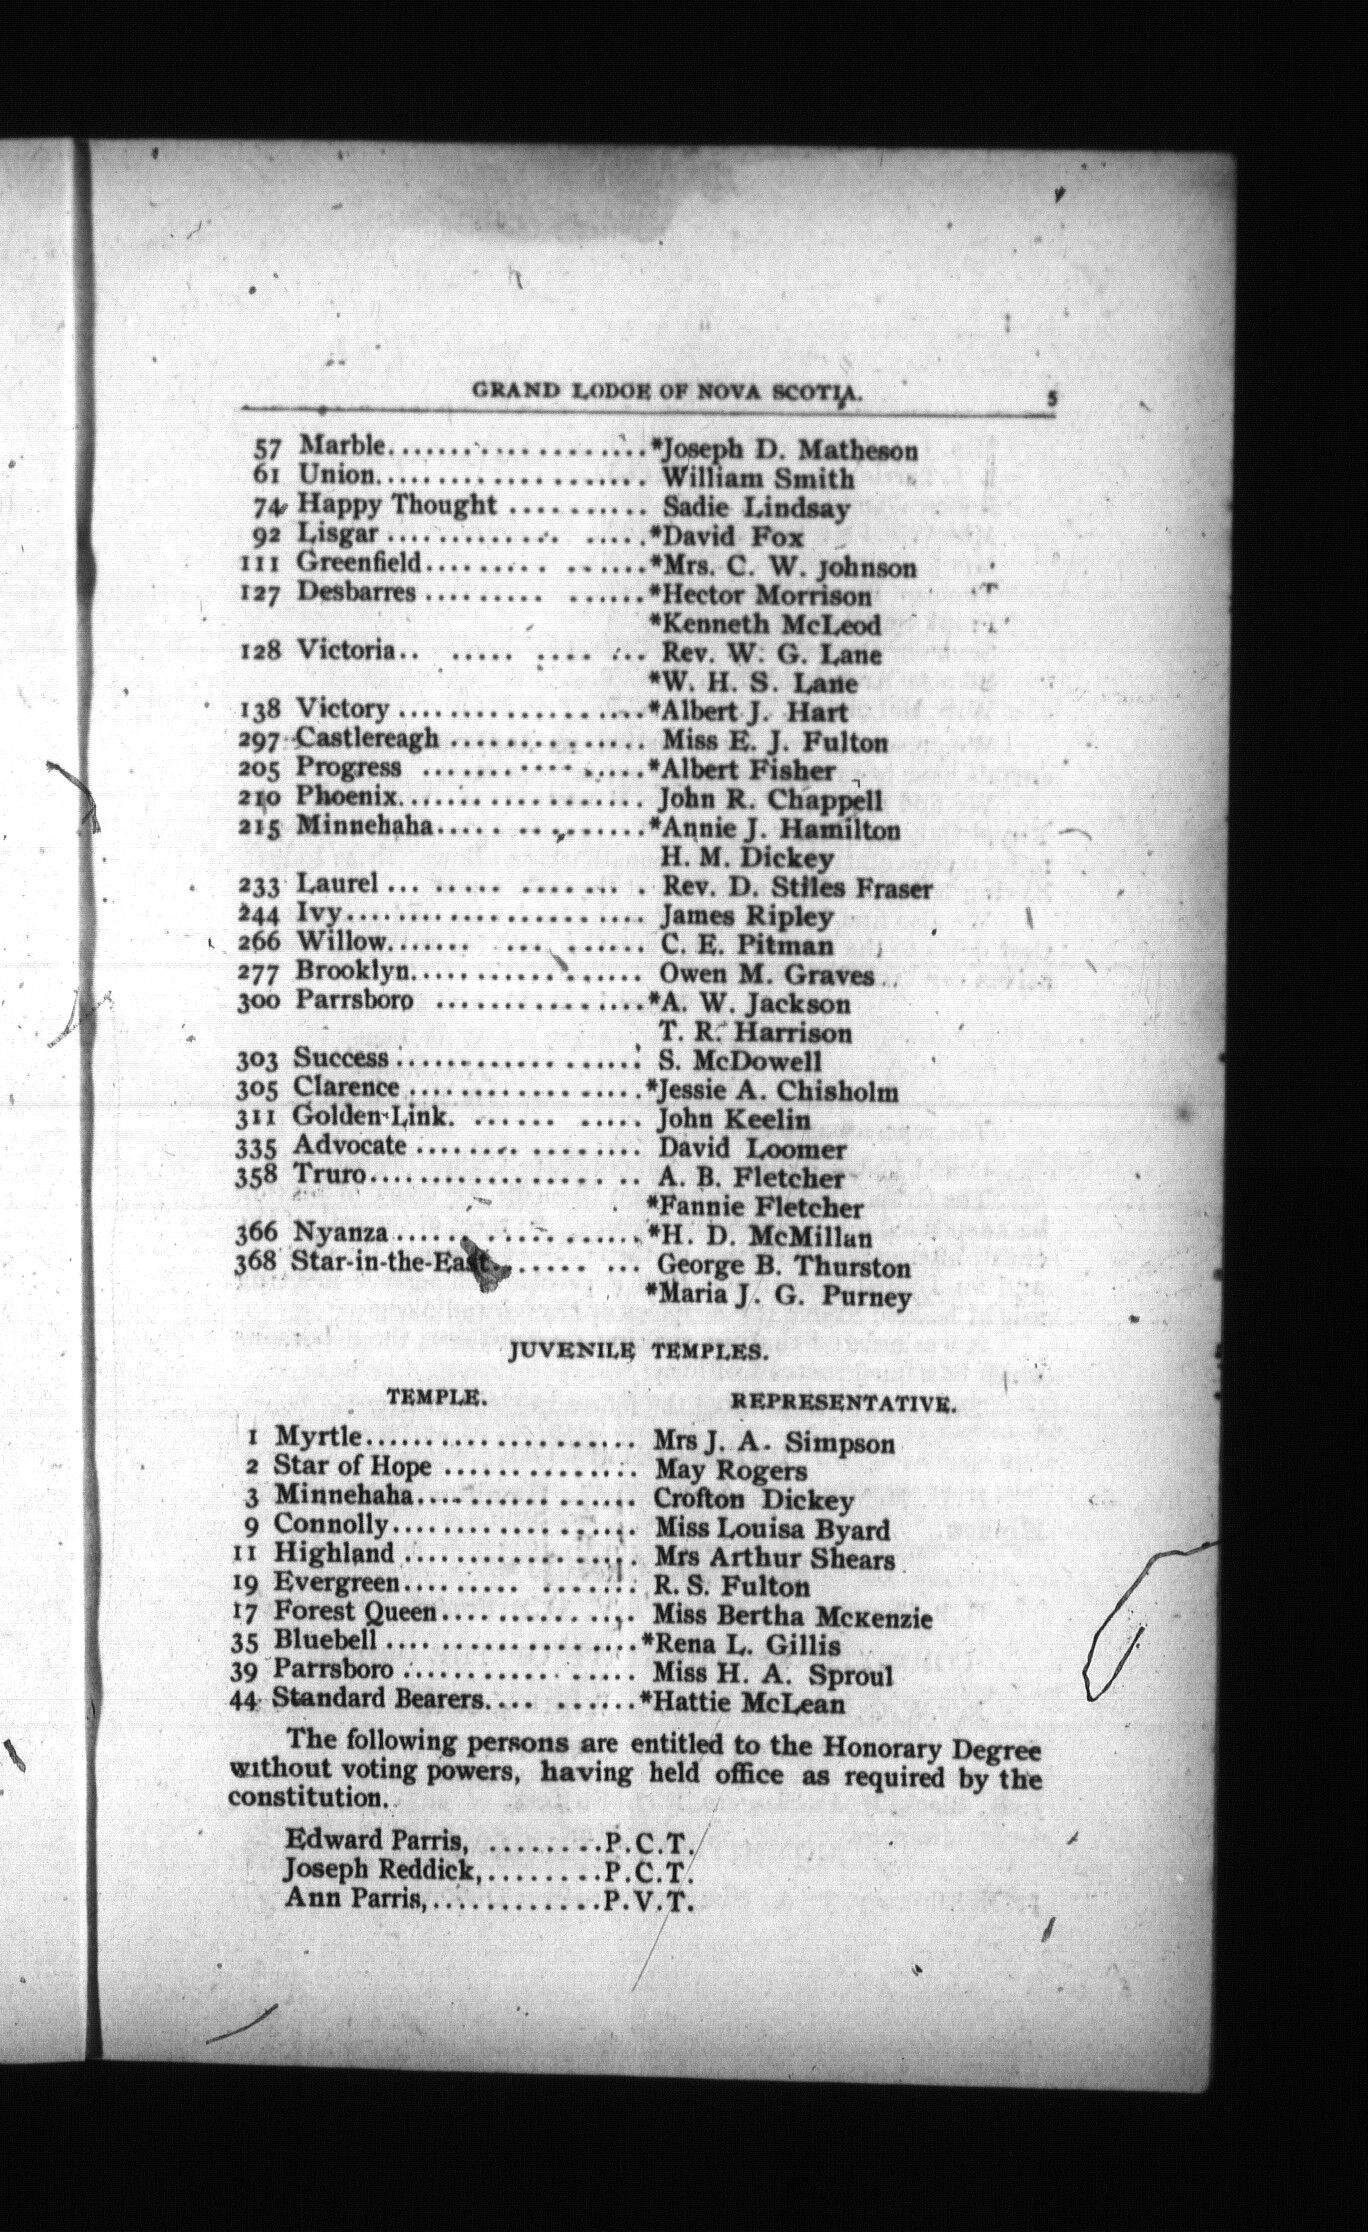 GRAND LODGE OF NOVA SCOTIA. 5
57 Marble.................... *Joseph D. Matheson
61 Union..................... William Smith
74 Happy Thought .......... Sadie Lindsay
92 Lisgar .................. *David Fox
111 Greenfield................ *Mrs. C. W. Johnson
127 Desbarres ............... *Hector Morrison
*Kenneth McLeod
128 Victoria.. ..... .... ... Rev. W. G. Lane
*W. H. S. Lane
138 Victory ................... *Albert J. Hart
297 Castlereagh ............... Miss E. J. Fulton
205 Progress ................ *Albert Fisher
210 Phoenix................... John R. Chappell
215 Minnehaha..... .......... *Annie J. Hamilton
H. M. Dickey
233 Laurel ... ..... ....... . Rev. D. Stiles Fraser
244 Ivy....................... James Ripley
266 Willow....... .... ...... C. E. Pitman
277 Brooklyn.................. Owen M. Graves
300 Parrsboro ................ *A. W. Jackson
T. R. Harrison
303 Success ................... S. McDowell
305 Clarence .................. *Jessie A. Chisholm
311 Golden Link. ...... ..... John Keelin
335 Advocate ................ David Loomer
358 Truro.................. .. A. B. Fletcher
*Fannie Fletcher
366 Nyanza ................... *H. D. McMillan
368 Star-in-the-East....... ... George B. Thurston
*Maria J. G. Purney
JUVENILE TEMPLES.
TEMPLE. REPRESENTATIVE.
1 Myrtle..................... Mrs J. A. Simpson
2 Star of Hope ............... May Rogers
3 Minnehaha................. Crofton Dickey
9 Connolly................... Miss Louisa Byard
11 Highland .................. Mrs Arthur Shears
19 Evergreen......... ....... R. S. Fulton
17 Forest Queen............... Miss Bertha McKenzie
35 Bluebell .................... *Rena L. Gillis
39 Parrsboro ................. Miss H. A. Sproul
44 Standard Bearers.... ...... *Hattie McLean
The following persons are entitled to the Honorary Degree
without voting powers, having held office as required by the
constitution.
Edward Parris, .........P.C.T.
Joseph Reddick,.........P.C.T.
Ann Parris,.............P.V.T.